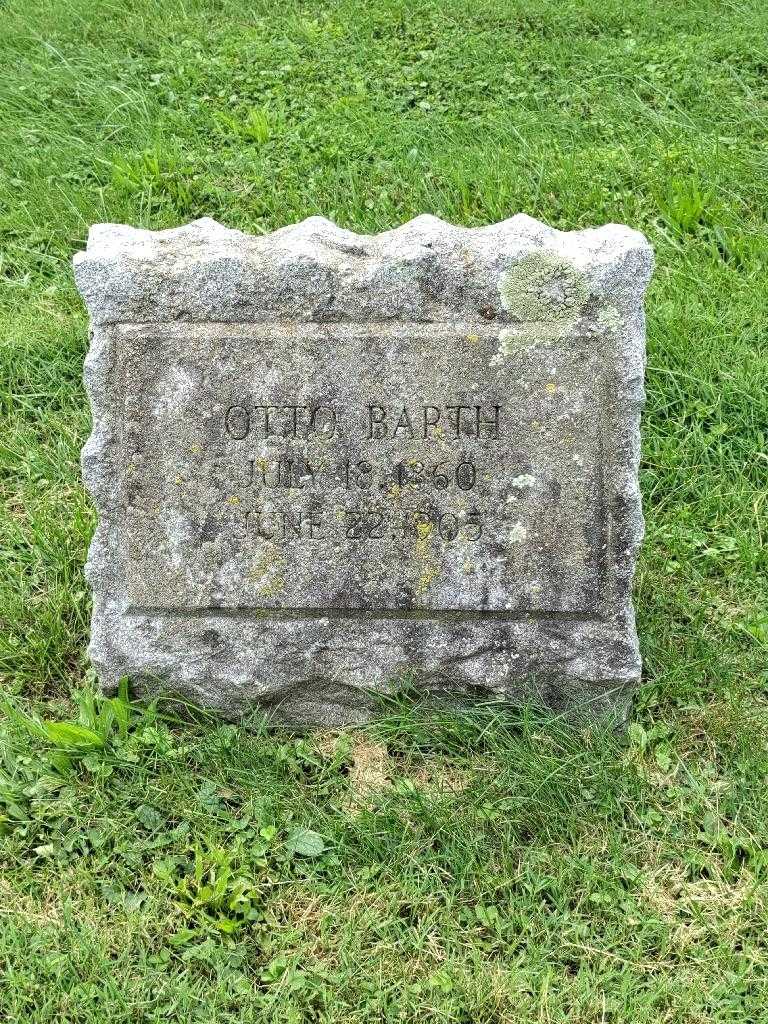 OTTO BARTH
JULY 18, 1860
JUNE 22, 1905